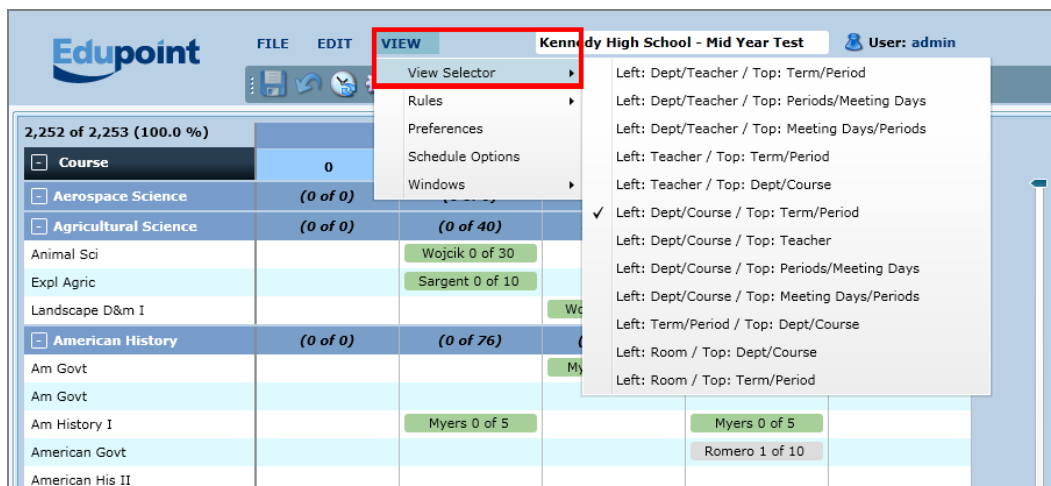 Edupoint
FILE EDIT VIEW Kennedy High School - Mid Year Test User: admin
View Selector
Rules
Preferences
Schedule Options
Windows
Left: Dept/Teacher / Top: Term/Period
Left: Dept/Teacher / Top: Periods/Meeting Days
Left: Dept/Teacher / Top: Meeting Days/Periods
Left: Teacher / Top: Term/Period
Left: Teacher / Top: Dept/Course
✓ Left: Dept/Course / Top: Term/Period
Left: Dept/Course / Top: Teacher
Left: Dept/Course / Top: Periods/Meeting Days
Left: Dept/Course / Top: Meeting Days/Periods
Left: Term/Period / Top: Dept/Course
Left: Room / Top: Dept/Course
Left: Room / Top: Term/Period
2,252 of 2,253 (100.0 %)
Course 0
Aerospace Science (0 of 0)
Agricultural Science (0 of 0) (0 of 40)
Animal Sci Wojcik 0 of 30
Expl Agric Sargent 0 of 10
Landscape D&m I
American History (0 of 0) (0 of 76)
Am Govt
Am Govt
Am History I Myers 0 of 5 Myers 0 of 5
American Govt Romero 1 of 10
American His II